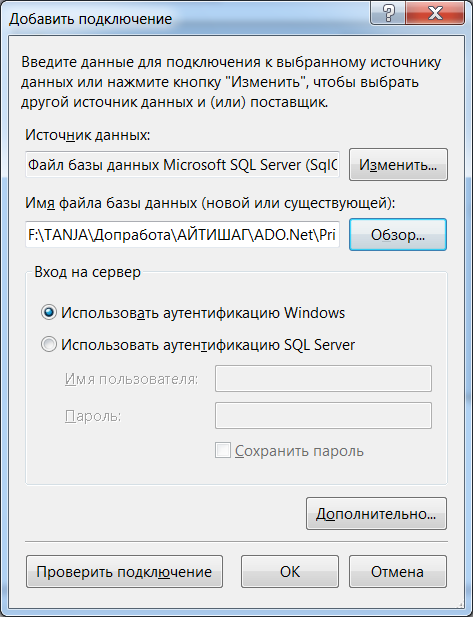 Добавить подключение
Введите данные для подключения к выбранному источнику
данных или нажмите кнопку "Изменить", чтобы выбрать
другой источник данных и (или) поставщик.
Источник данных:
Файл базы данных Microsoft SQL Server (SqlC
Изменить...
Имя файла базы данных (новой или существующей):
F:\TANJA\Допработа\АЙТИШАГ\ADO.Net\Pri
Обзор...
Вход на сервер
Использовать аутентификацию Windows
Использовать аутентификацию SQL Server
Имя пользователя:
Пароль:
Сохранить пароль
Дополнительно...
Проверить подключение
ОК
Отмена